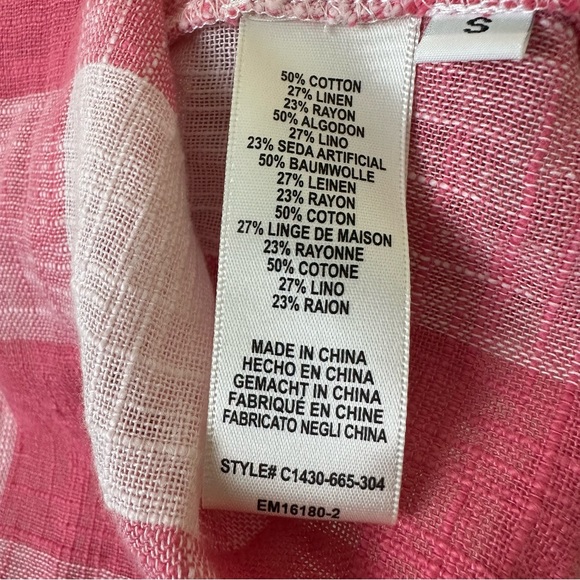 S
50% COTTON
27% LINEN
23% RAYON
50% ALGODON
27% LINO
23% SEDA ARTIFICIAL
50% BAUMWOLLE
27% LEINEN
23% RAYON
50% COTON
27% LINGE DE MAISON
23% RAYONNE
50% COTONE
27% LINO
23% RAION
MADE IN CHINA
HECHO EN CHINA
GEMACHT IN CHINA
FABRIQUÉ EN CHINE
FABRICATO NEGLI CHINA
STYLE# C1430-665-304
EM16180-2